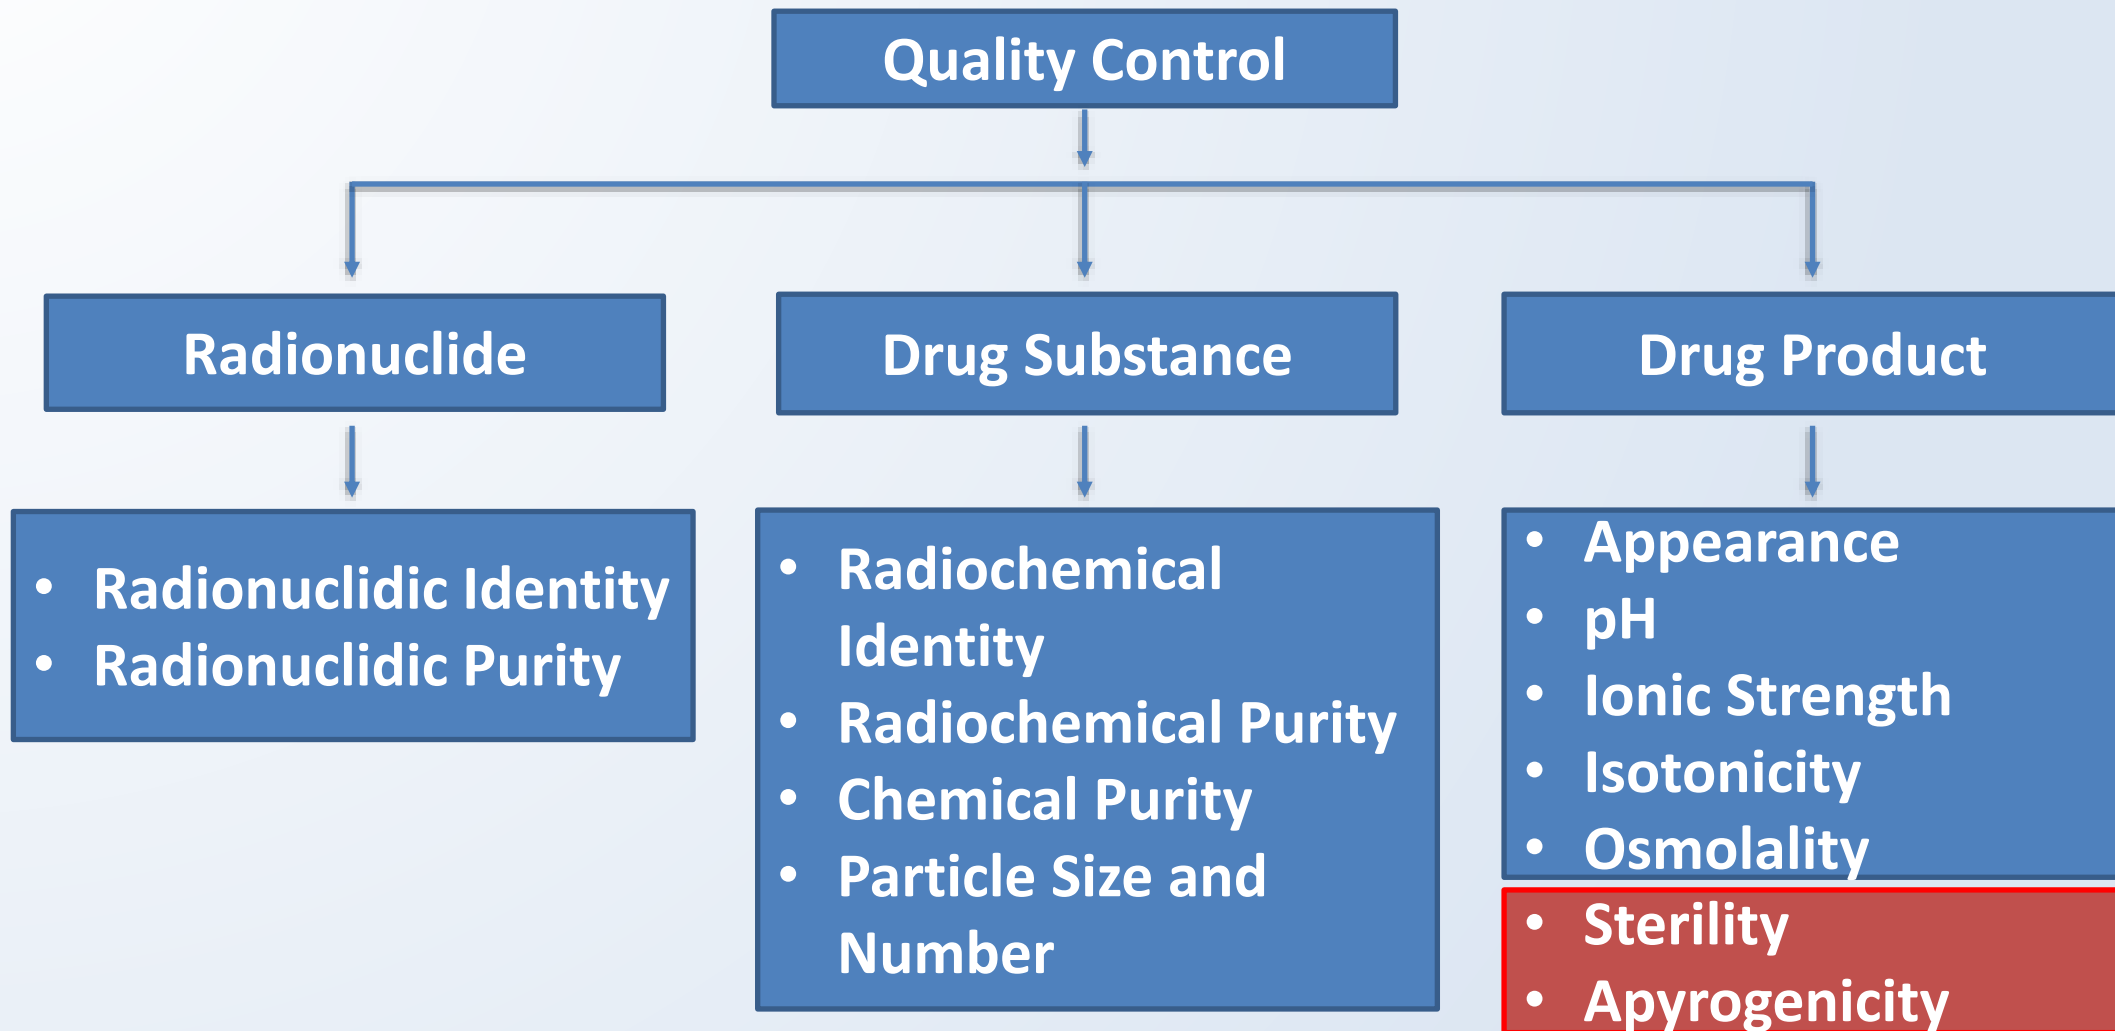 Quality Control
Radionuclide
Drug Substance
Drug Product
• Radionuclidic Identity
• Radionuclidic Purity
• Radiochemical
Identity
• Radiochemical Purity
• Chemical Purity
• Particle Size and
Number
• Appearance
• pH
• Ionic Strength
• Isotonicity
• Osmolality
• Sterility
• Apyrogenicity